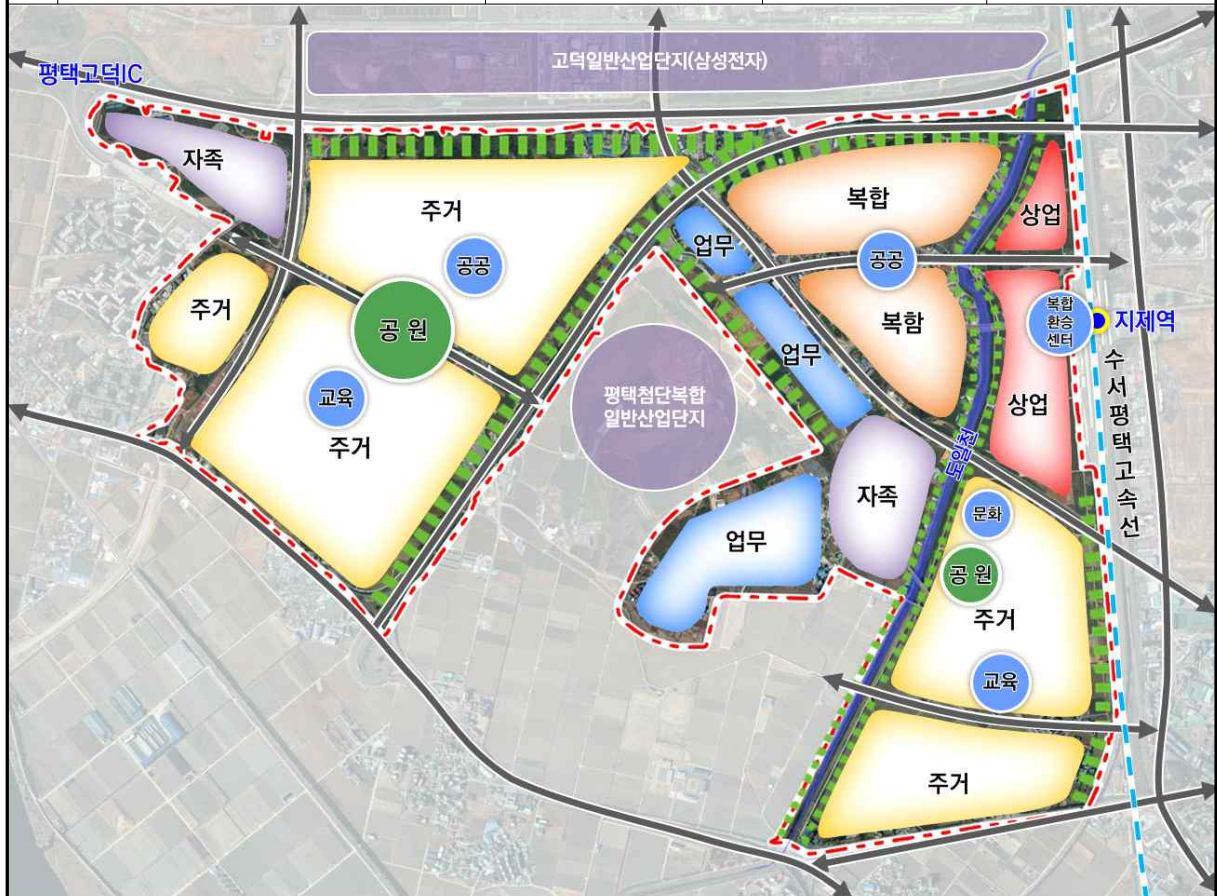 고덕일반산업단지(삼성전자)
평택고덕IC
자족
주거
복합
상업
업무
공공
공공
주거
공 원
복합
환승
센터
지제역
복함
업무
교육
주거
평택첨단복합
일반산업단지
상업
수서평택고속선
도일천
자족
문화
업무
공 원
주거
교육
주거